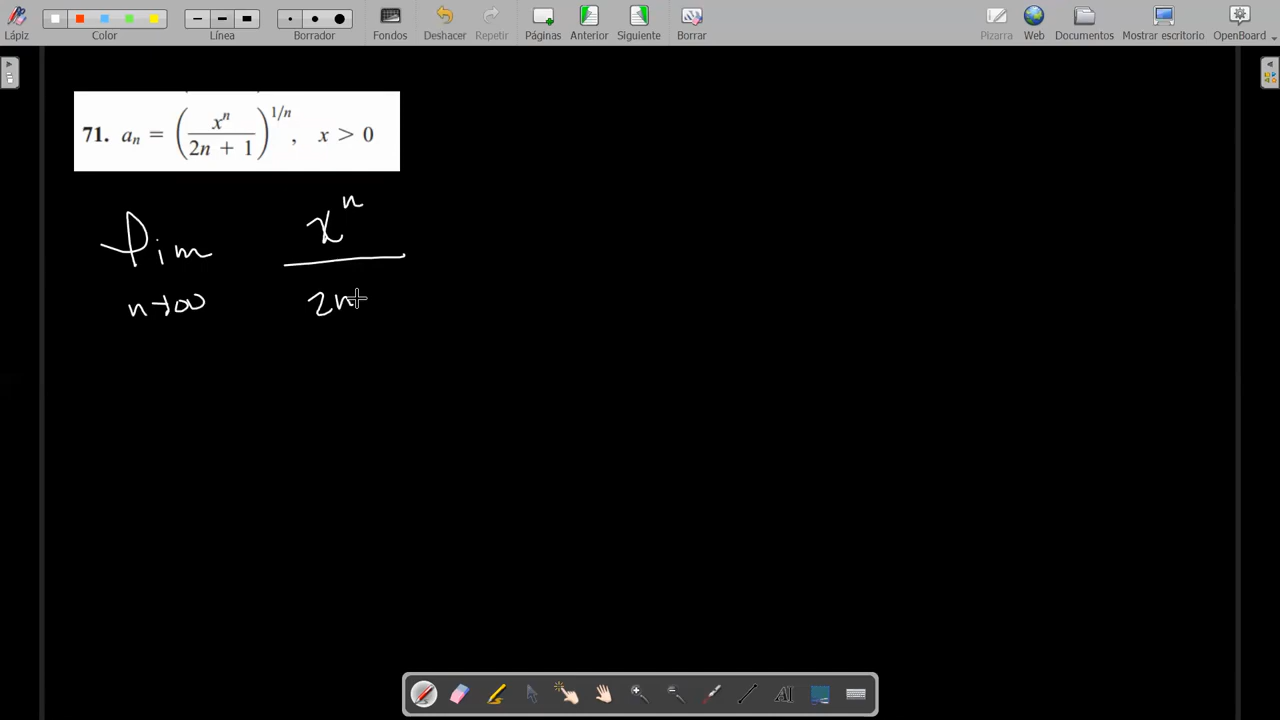 Lápiz Color Línea Borrador Fondos Deshacer Repetir Páginas Anterior Siguiente Borrar Pizarra Web Documentos Mostrar escritorio OpenBoard
71. aₙ = (xⁿ / (2n + 1))^(1/n), x > 0
lim n→∞ xⁿ / 2n
AI